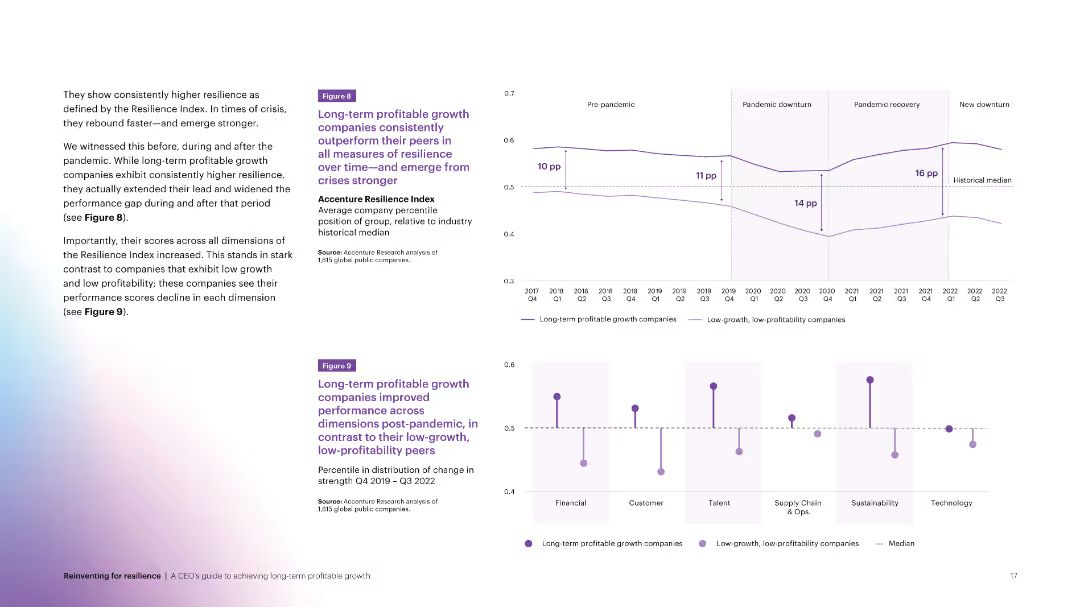 They show consistently higher resilience as
defined by the Resilience Index. In times of crisis,
they rebound faster—and emerge stronger.
We witnessed this before, during and after the
pandemic. While long-term profitable growth
companies exhibit consistently higher resilience,
they actually extended their lead and widened the
performance gap during and after that period
(see Figure 8).
Importantly, their scores across all dimensions of
the Resilience Index increased. This stands in stark
contrast to companies that exhibit low growth
and low profitability; these companies see their
performance scores decline in each dimension
(see Figure 9).
Figure 8
Long-term profitable growth
companies consistently
outperform their peers in
all measures of resilience
over time—and emerge from
crises stronger
Accenture Resilience Index
Average company percentile
position of group, relative to industry
historical median
Source: Accenture Research analysis of
1,615 global public companies.
0.7
0.6
0.5
0.4
0.3
Pre-pandemic
Pandemic downturn
Pandemic recovery
New downturn
10 pp
11 pp
14 pp
16 pp
Historical median
2017 2018 2018 2018 2018 2019 2019 2019 2019 2020 2020 2020 2020 2021 2021 2021 2021 2022 2022 2022
Q4 Q1 Q2 Q3 Q4 Q1 Q2 Q3 Q4 Q1 Q2 Q3 Q4 Q1 Q2 Q3 Q4 Q1 Q2 Q3
Long-term profitable growth companies
Low-growth, low-profitability companies
Figure 9
Long-term profitable growth
companies improved
performance across
dimensions post-pandemic, in
contrast to their low-growth,
low-profitability peers
Percentile in distribution of change in
strength Q4 2019 – Q3 2022
Source: Accenture Research analysis of
1,615 global public companies.
0.6
0.5
0.4
Financial
Customer
Talent
Supply Chain
& Ops.
Sustainability
Technology
Long-term profitable growth companies
Low-growth, low-profitability companies
Median
Reinventing for resilience | A CEO's guide to achieving long-term profitable growth
17